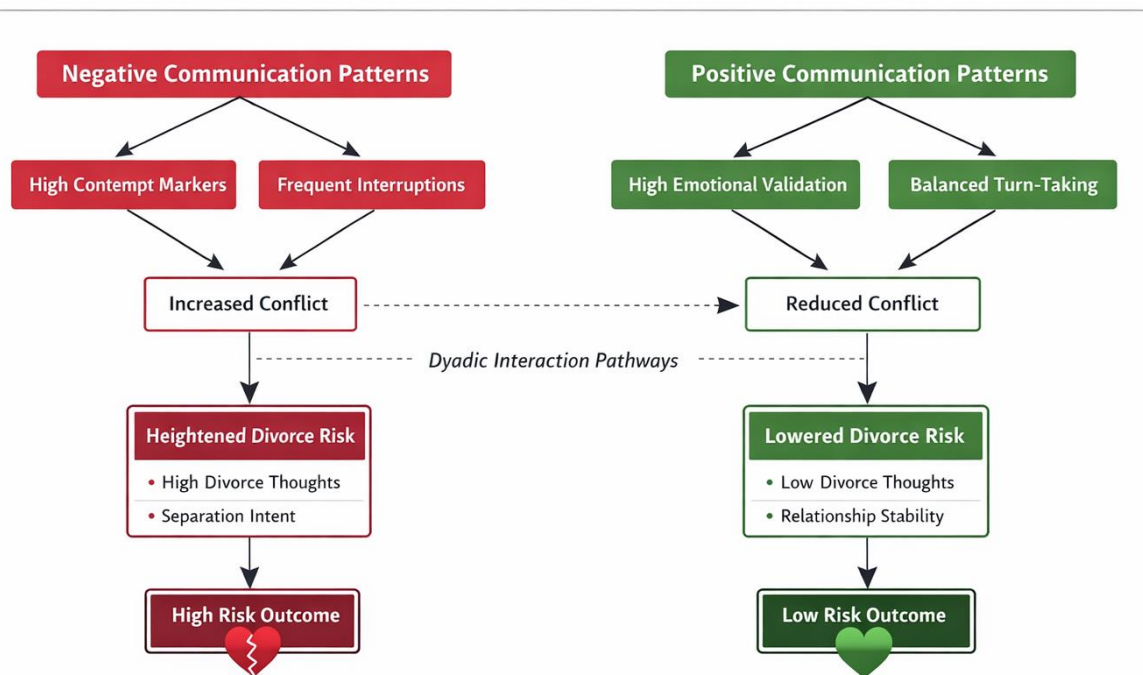 Negative Communication Patterns
Positive Communication Patterns
High Contempt Markers
Frequent Interruptions
High Emotional Validation
Balanced Turn-Taking
Increased Conflict
Reduced Conflict
Dyadic Interaction Pathways
Heightened Divorce Risk
• High Divorce Thoughts
• Separation Intent
Lowered Divorce Risk
• Low Divorce Thoughts
• Relationship Stability
High Risk Outcome
Low Risk Outcome